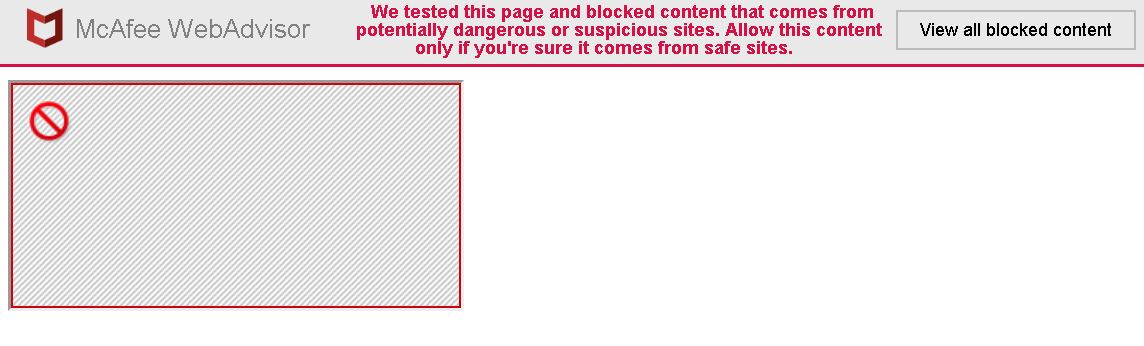 McAfee WebAdvisor
We tested this page and blocked content that comes from
potentially dangerous or suspicious sites. Allow this content
only if you're sure it comes from safe sites.
View all blocked content